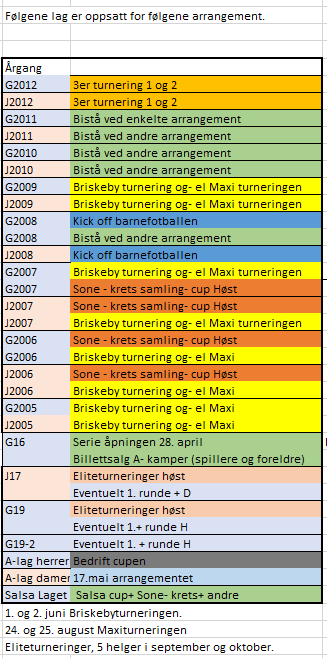 Følgene lag er oppsatt for følgene arrangement.
Årgang
G2012 3er turnering 1 og 2
J2012 3er turnering 1 og 2
G2011 Bistå ved enkelte arrangement
J2011 Bistå ved andre arrangement
G2010 Bistå ved andre arrangement
J2010 Bistå ved andre arrangement
G2009 Briskeby turnering og- el Maxi turneringen
J2009 Briskeby turnering og- el Maxi turneringen
G2008 Kick off barnefotballen
G2008 Bistå ved andre arrangement
J2008 Kick off barnefotballen
G2007 Briskeby turnering og- el Maxi turneringen
G2007 Sone - krets samling- cup Høst
J2007 Sone - krets samling- cup Høst
J2007 Briskeby turnering og- el Maxi turneringen
G2006 Sone - krets samling- cup Høst
G2006 Briskeby turnering og- el Maxi
J2006 Sone - krets samling- cup Høst
J2006 Briskeby turnering og- el Maxi
G2005 Briskeby turnering og- el Maxi
J2005 Briskeby turnering og- el Maxi
G16 Serie åpningen 28. april
Billettsalg A- kamper (spillere og foreldre)
J17 Eliteturneringer høst
Eventuelt 1. runde + D
G19 Eliteturneringer høst
Eventuelt 1.+ runde H
G19-2 Eventuelt 1. + runde H
A-lag herrer Bedrift cupen
A-lag damer 17.mai arrangementet
Salsa Laget Salsa cup+ Sone- krets+ andre
1. og 2. juni Briskebyturneringen.
24. og 25. august Maxiturneringen
Eliteturneringer, 5 helger i september og oktober.